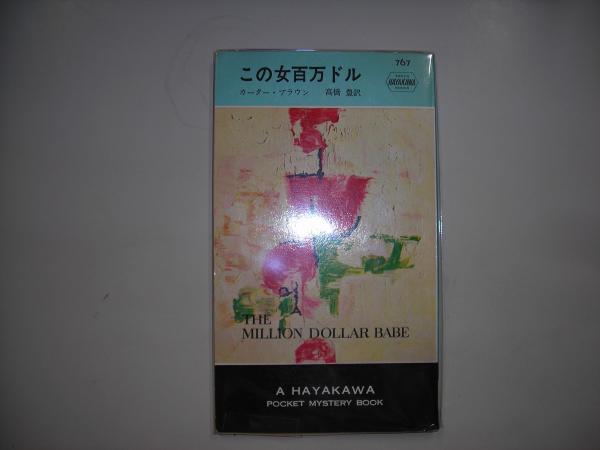 この女百万ドル
カーター・ブラウン 高橋 豊訳
767
HAYAKAWA
THE
MILLION DOLLAR BABE
A HAYAKAWA
POCKET MYSTERY BOOK